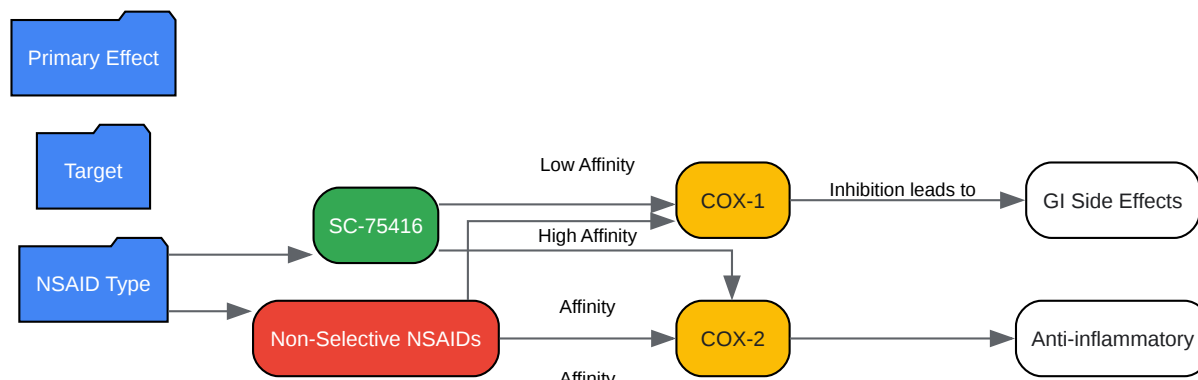 Primary Effect
Target
Low Affinity
SC-75416
COX-1
Inhibition leads to
GI Side Effects
High Affinity
NSAID Type
Affinity
Non-Selective NSAIDs
COX-2
Anti-inflammatory
Affinity